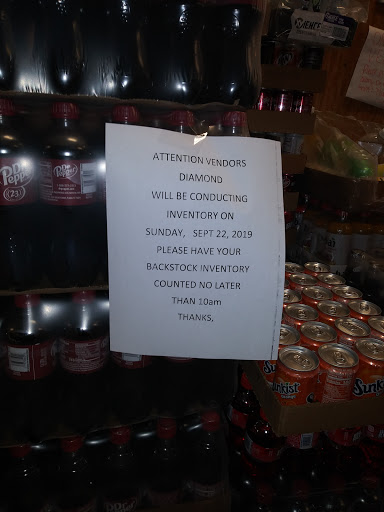 ATTENTION VENDORS
DIAMOND
WILL BE CONDUCTING
INVENTORY ON
SUNDAY, SEPT 22, 2019
PLEASE HAVE YOUR
BACKSTOCK INVENTORY
COUNTED NO LATER
THAN 10am
THANKS,
Dr Pepper
23
Sunkist